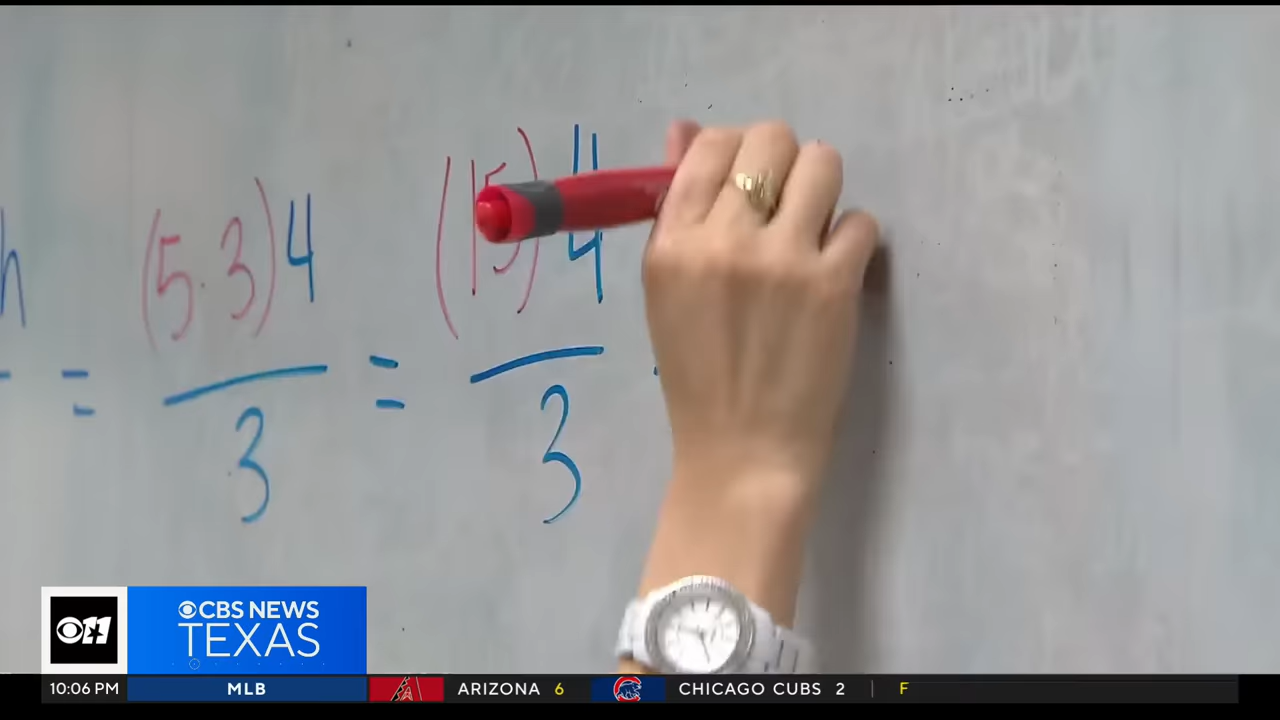 h = (5·3)4 = (15)4
3 3
CBS NEWS
TEXAS
11
10:06 PM MLB ARIZONA 6 CHICAGO CUBS 2 F